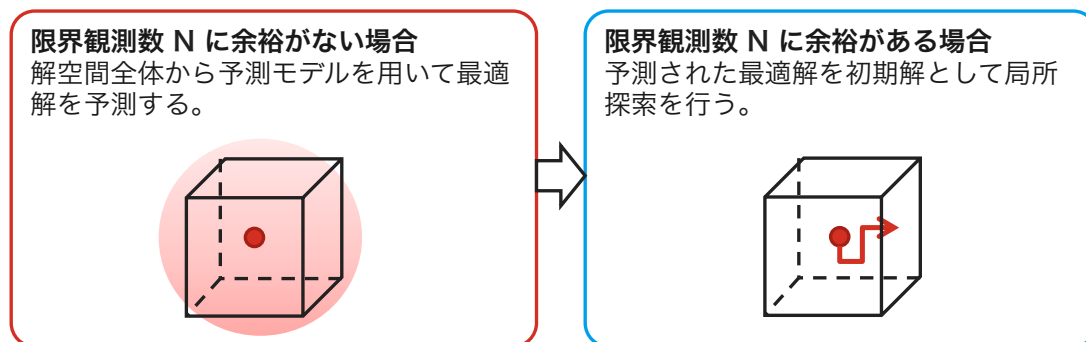 限界観測数 N に余裕がない場合
解空間全体から予測モデルを用いて最適
解を予測する。
限界観測数 N に余裕がある場合
予測された最適解を初期解として局所
探索を行う。